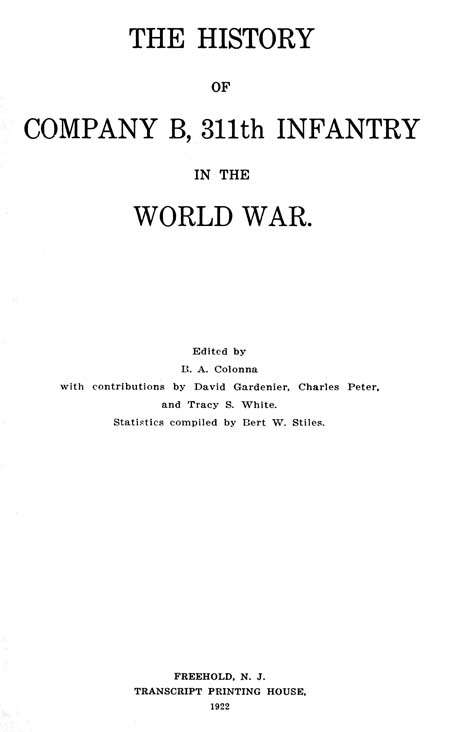 THE HISTORY
OF
COMPANY B, 311th INFANTRY
IN THE
WORLD WAR.
Edited by
B. A. Colonna
with contributions by David Gardenier, Charles Peter,
and Tracy S. White.
Statistics compiled by Bert W. Stiles.
FREEHOLD, N. J.
TRANSCRIPT PRINTING HOUSE,
1922